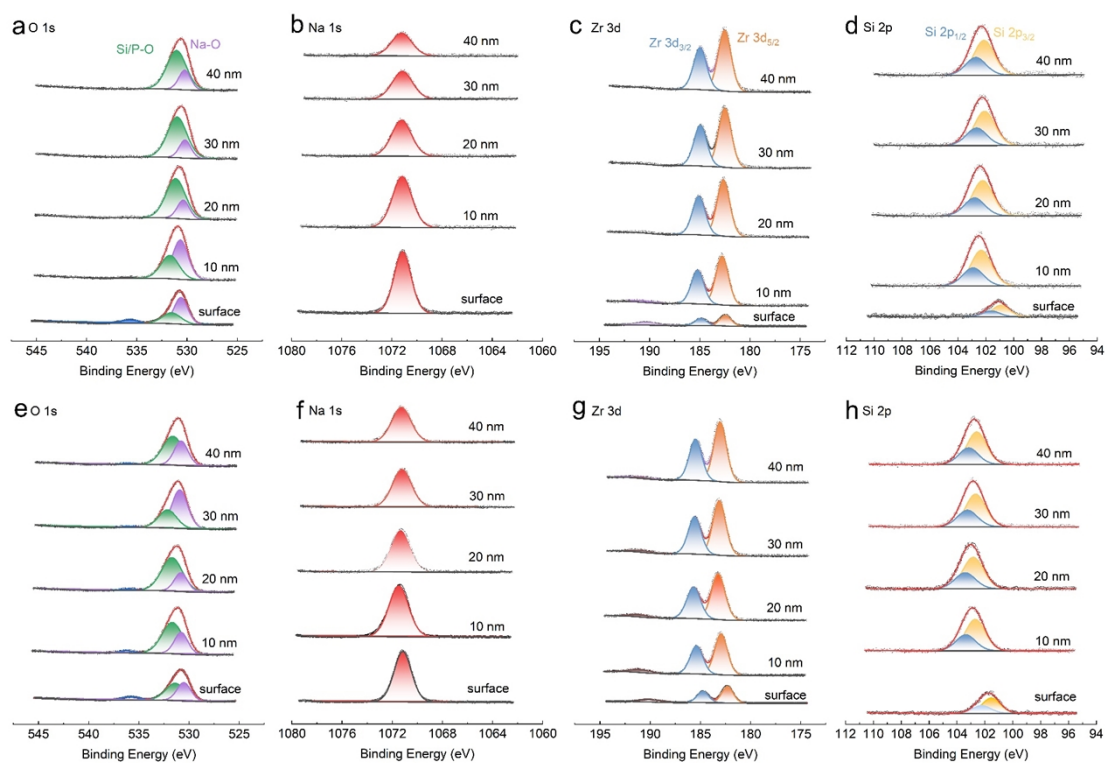 a O 1s
Si/P-O
Na-O
40 nm
30 nm
20 nm
10 nm
surface
545 540 535 530 525
Binding Energy (eV)
b Na 1s
40 nm
30 nm
20 nm
10 nm
surface
1080 1076 1072 1068 1064 1060
Binding Energy (eV)
c Zr 3d
Zr 3d3/2
Zr 3d5/2
40 nm
30 nm
20 nm
10 nm
surface
195 190 185 180 175
Binding Energy (eV)
d Si 2p
Si 2p1/2
Si 2p3/2
40 nm
30 nm
20 nm
10 nm
surface
112 110 108 106 104 102 100 98 96 94
Binding Energy (eV)
e O 1s
40 nm
30 nm
20 nm
10 nm
surface
545 540 535 530 525
Binding Energy (eV)
f Na 1s
40 nm
30 nm
20 nm
10 nm
surface
1080 1076 1072 1068 1064 1060
Binding Energy (eV)
g Zr 3d
40 nm
30 nm
20 nm
10 nm
surface
195 190 185 180 175
Binding Energy (eV)
h Si 2p
40 nm
30 nm
20 nm
10 nm
surface
110 108 106 104 102 100 98 96 94
Binding Energy (eV)